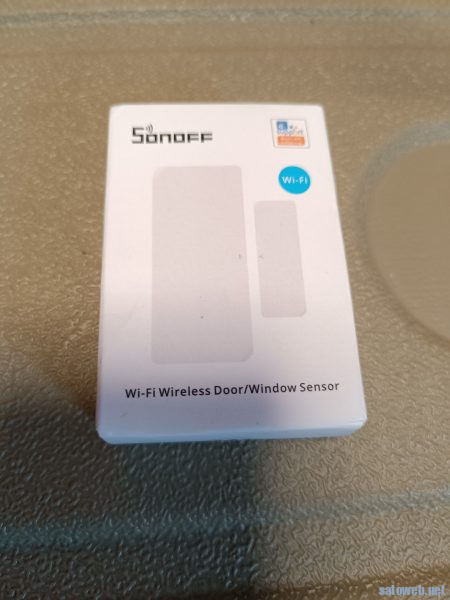 SONOFF
Wi-Fi
Wi-Fi Wireless Door/Window Sensor
satoweb.net